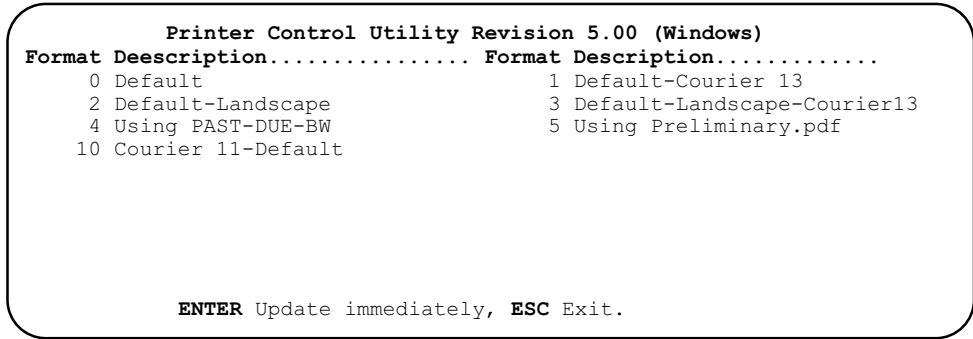 Printer Control Utility Revision 5.00 (Windows)
Format Deescription................ Format Description.............
0 Default 1 Default-Courier 13
2 Default-Landscape 3 Default-Landscape-Courier13
4 Using PAST-DUE-BW 5 Using Preliminary.pdf
10 Courier 11-Default
ENTER Update immediately, ESC Exit.